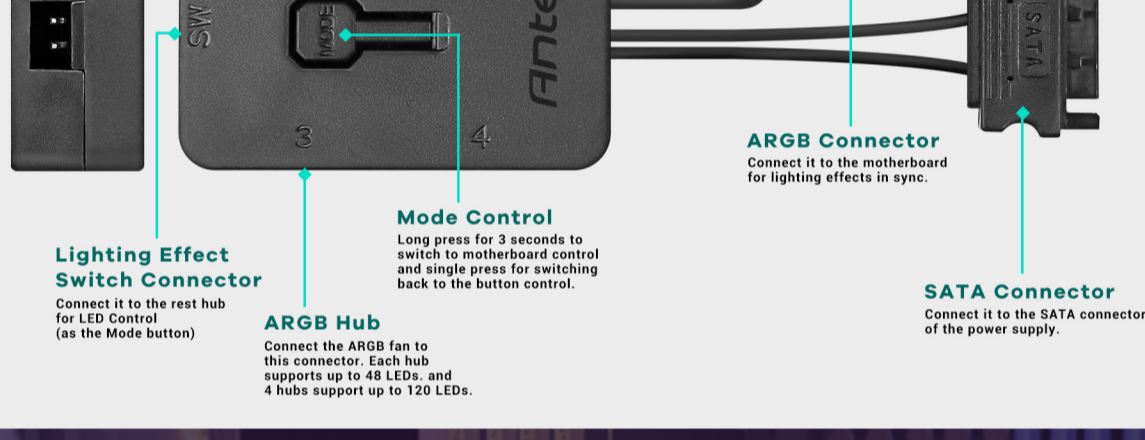 SW
MODE
Ante
SATA
3
4
ARGB Connector
Connect it to the motherboard
for lighting effects in sync.
Mode Control
Long press for 3 seconds to
switch to motherboard control
and single press for switching
back to the button control.
Lighting Effect
Switch Connector
Connect it to the rest hub
for LED Control
(as the Mode button)
SATA Connector
Connect it to the SATA connector
of the power supply.
ARGB Hub
Connect the ARGB fan to
this connector. Each hub
supports up to 48 LEDs. and
4 hubs support up to 120 LEDs.